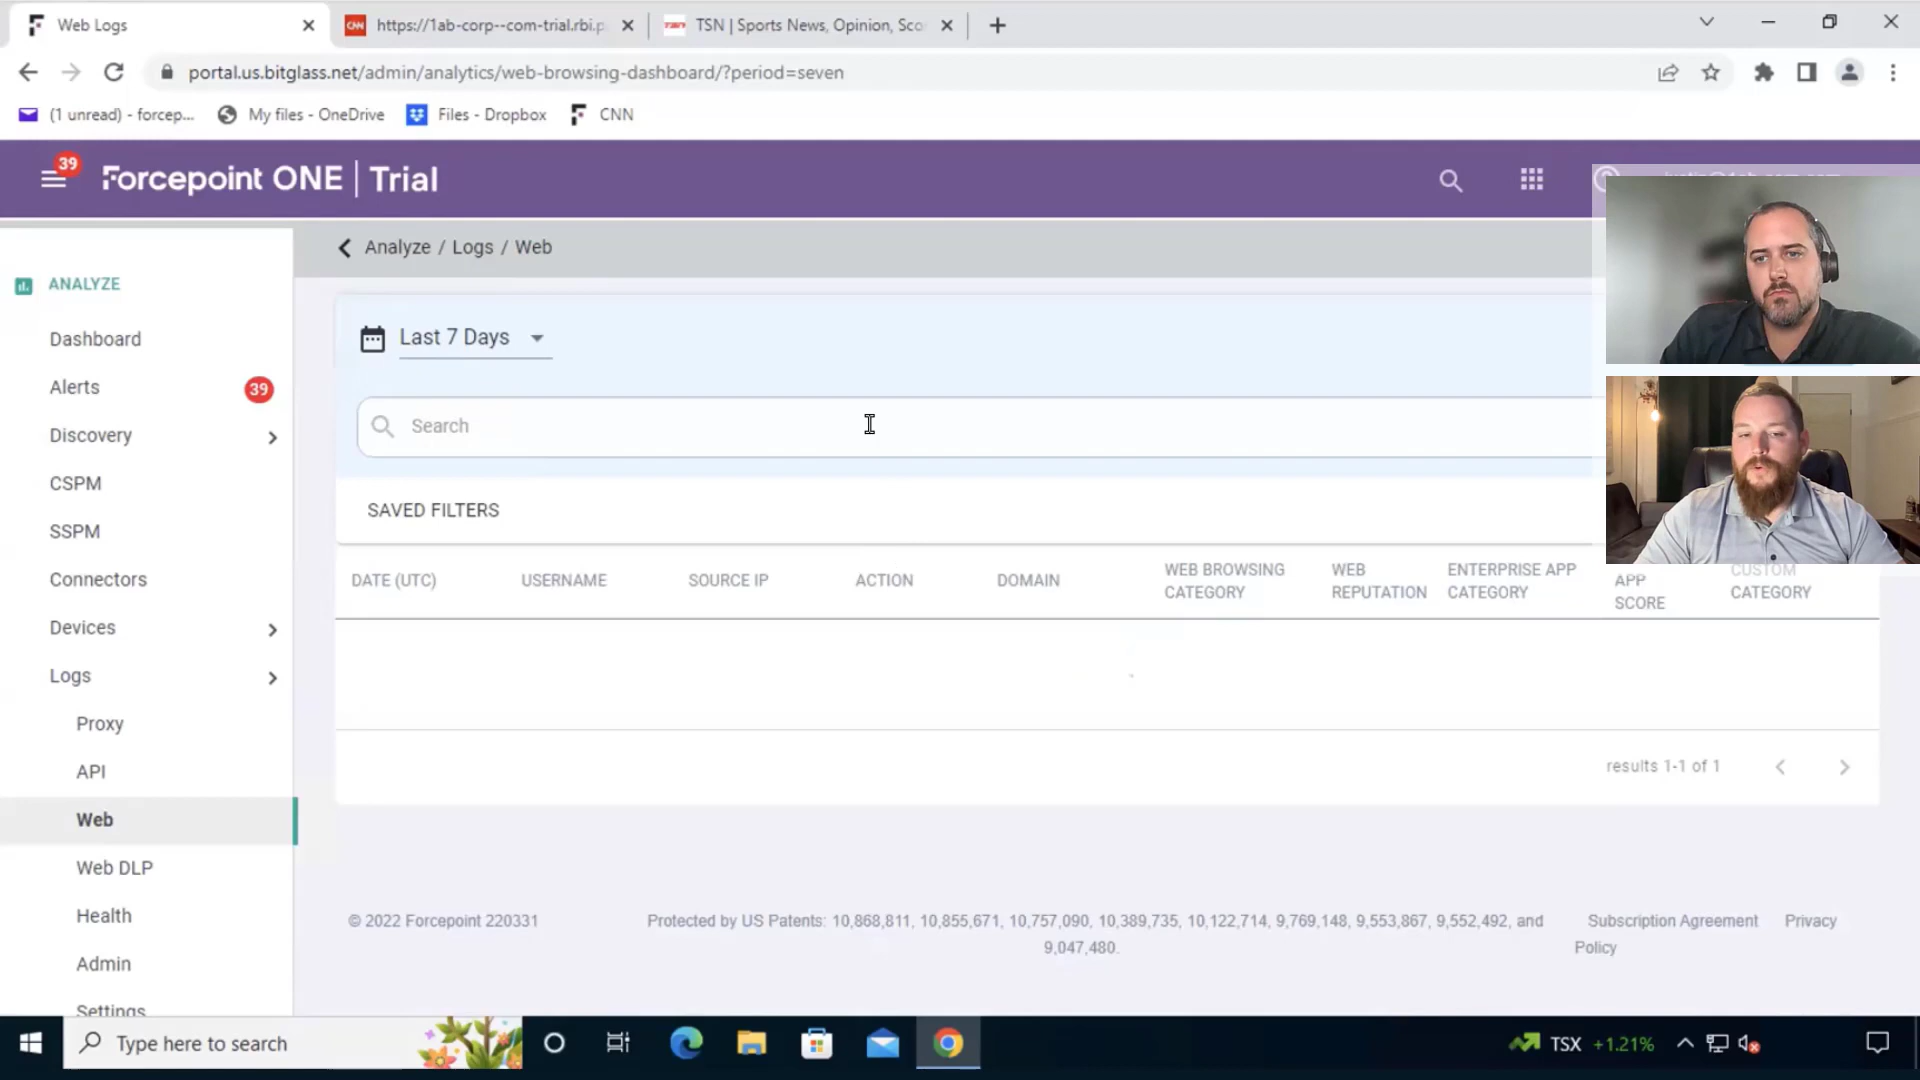 Web Logs
https://1ab-corp--com-trial.rbi.p
TSN | Sports News, Opinion, Sco
portal.us.bitglass.net/admin/analytics/web-browsing-dashboard/?period=seven
(1 unread) - forcep...
My files - OneDrive
Files - Dropbox
CNN
39
Forcepoint ONE | Trial
ANALYZE
Dashboard
Alerts
39
Discovery
CSPM
SSPM
Connectors
Devices
Logs
Proxy
API
Web
Web DLP
Health
Admin
Settings
Analyze / Logs / Web
Last 7 Days
Search
SAVED FILTERS
DATE (UTC)
USERNAME
SOURCE IP
ACTION
DOMAIN
WEB BROWSING
CATEGORY
WEB
REPUTATION
ENTERPRISE APP
CATEGORY
APP
SCORE
CUSTOM
CATEGORY
results 1-1 of 1
© 2022 Forcepoint 220331
Protected by US Patents: 10,868,811, 10,855,671, 10,757,090, 10,389,735, 10,122,714, 9,769,148, 9,553,867, 9,552,492, and
9,047,480.
Subscription Agreement
Privacy
Policy
Type here to search
TSX +1.21%